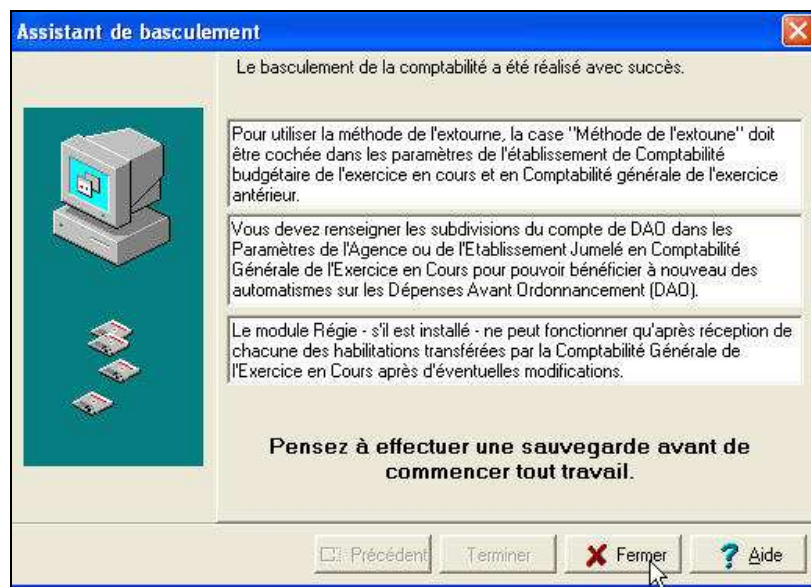 Assistant de basculement
Le basculement de la comptabilité a été réalisé avec succès.
Pour utiliser la méthode de l'extourne, la case "Méthode de l'extoune" doit
être cochée dans les paramètres de l'établissement de Comptabilité
budgétaire de l'exercice en cours et en Comptabilité générale de l'exercice
antérieur.
Vous devez renseigner les subdivisions du compte de DAO dans les
Paramètres de l'Agence ou de l'Etablissement Jumelé en Comptabilité
Générale de l'Exercice en Cours pour pouvoir bénéficier à nouveau des
automatismes sur les Dépenses Avant Ordonnancement (DAO).
Le module Régie - s'il est installé - ne peut fonctionner qu'après réception de
chacune des habilitations transférées par la Comptabilité Générale de
l'Exercice en Cours après d'éventuelles modifications.
Pensez à effectuer une sauvegarde avant de
commencer tout travail.
Précédent Terminer Fermer ? Aide